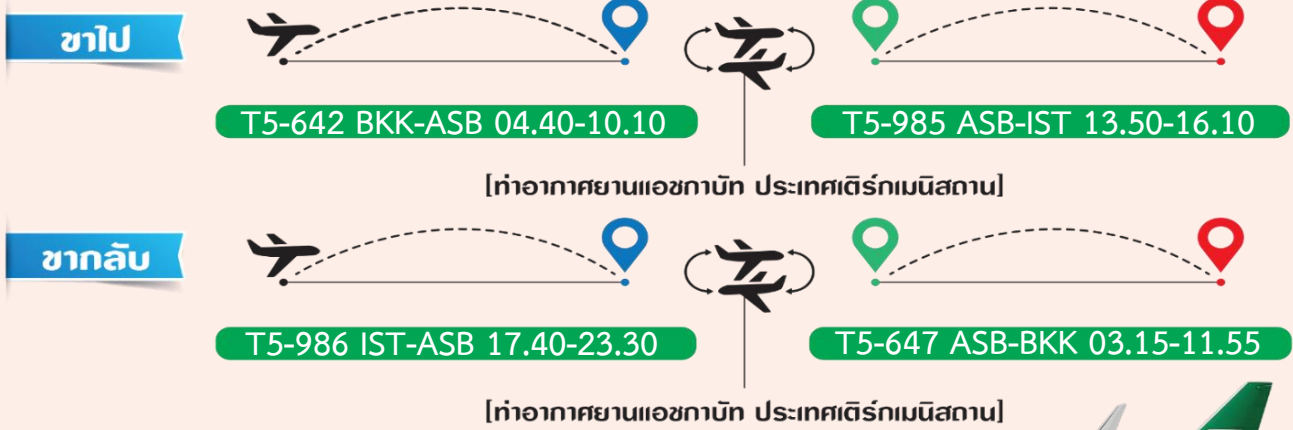 ขาไป
T5-642 BKK-ASB 04.40-10.10
T5-985 ASB-IST 13.50-16.10
[ท่าอากาศยานแอชกาบัท ประเทศเติร์กเมนิสถาน]
ขากลับ
T5-986 IST-ASB 17.40-23.30
T5-647 ASB-BKK 03.15-11.55
[ท่าอากาศยานแอชกาบัท ประเทศเติร์กเมนิสถาน]